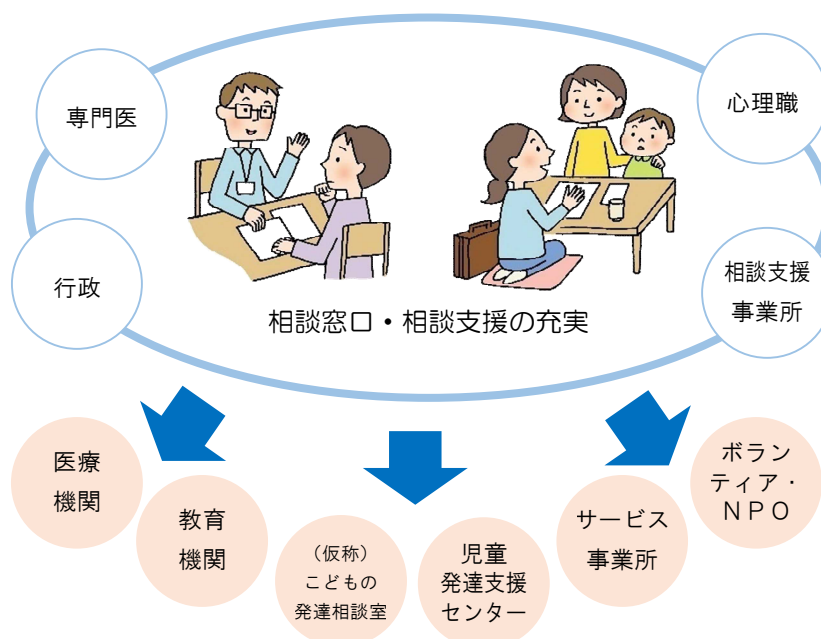 専門医
心理職
行政
相談支援
事業所
相談窓口・相談支援の充実
医療
機関
教育
機関
（仮称）
こどもの
発達相談室
児童
発達支援
センター
サービス
事業所
ボラン
ティア・
ＮＰＯ